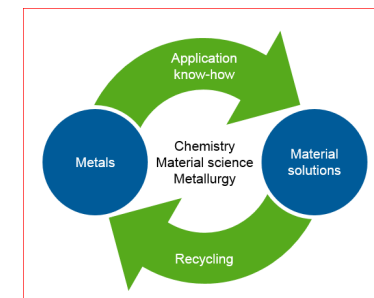 Application
know-how
Chemistry
Material science
Metallurgy
Metals
Material
solutions
Recycling